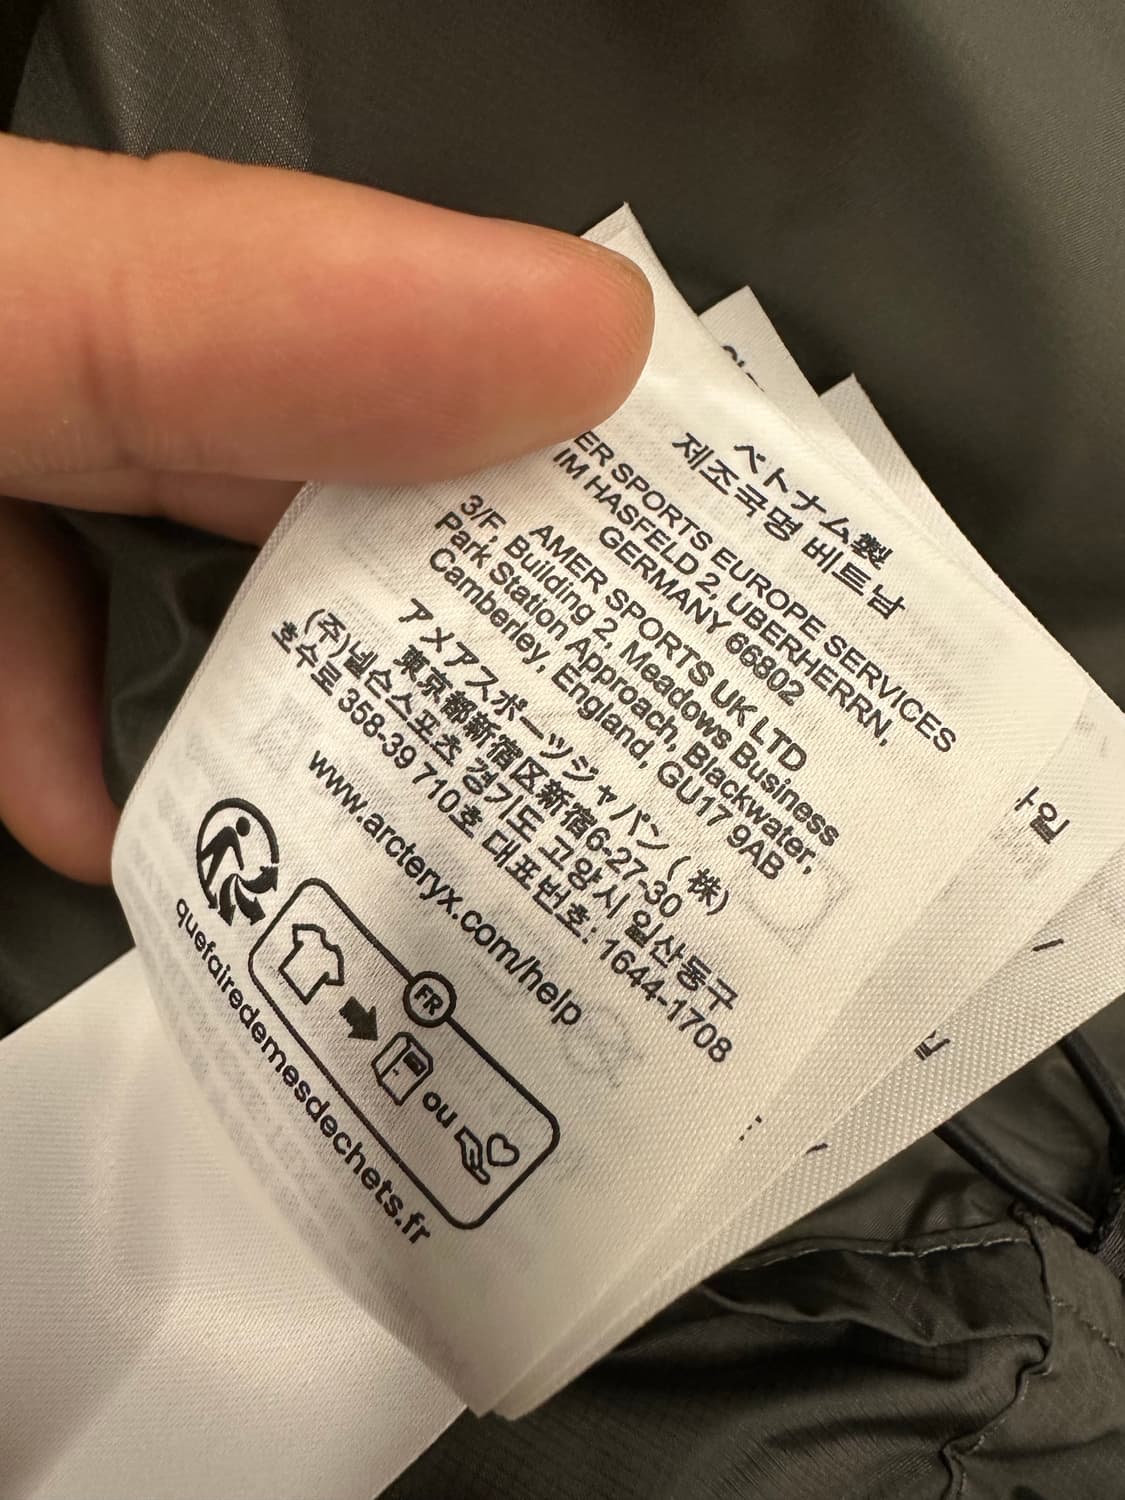 ベトナム製
제조국명 베트남
ER SPORTS EUROPE SERVICES
IM HASFELD 2, UBERHERRN,
GERMANY 66802
AMER SPORTS UK LTD
3/F, Building 2, Meadows Business
Park Station Approach, Blackwater,
Camberley, England, GU17 9AB
アメアスポーツジャパン(株)
東京都新宿区新宿6-27-30
(주)넬슨스포츠 경기도 고양시 일산동구
호수로 358-39 710호 대표번호: 1644-1708
www.arcteryx.com/help
FR
ou
quefairedemesdechets.fr
일